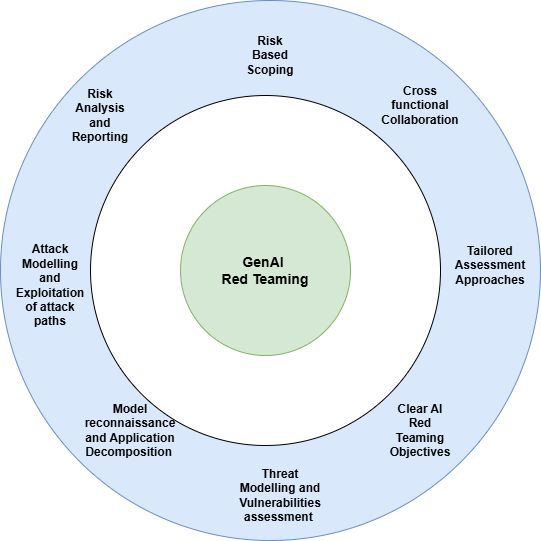 Risk
Based
Scoping
Cross
functional
Collaboration
Tailored
Assessment
Approaches
Clear AI
Red
Teaming
Objectives
Threat
Modelling and
Vulnerabilities
assessment
Model
reconnaissance
and Application
Decomposition
Attack
Modelling
and
Exploitation
of attack
paths
Risk
Analysis
and
Reporting
GenAI
Red Teaming